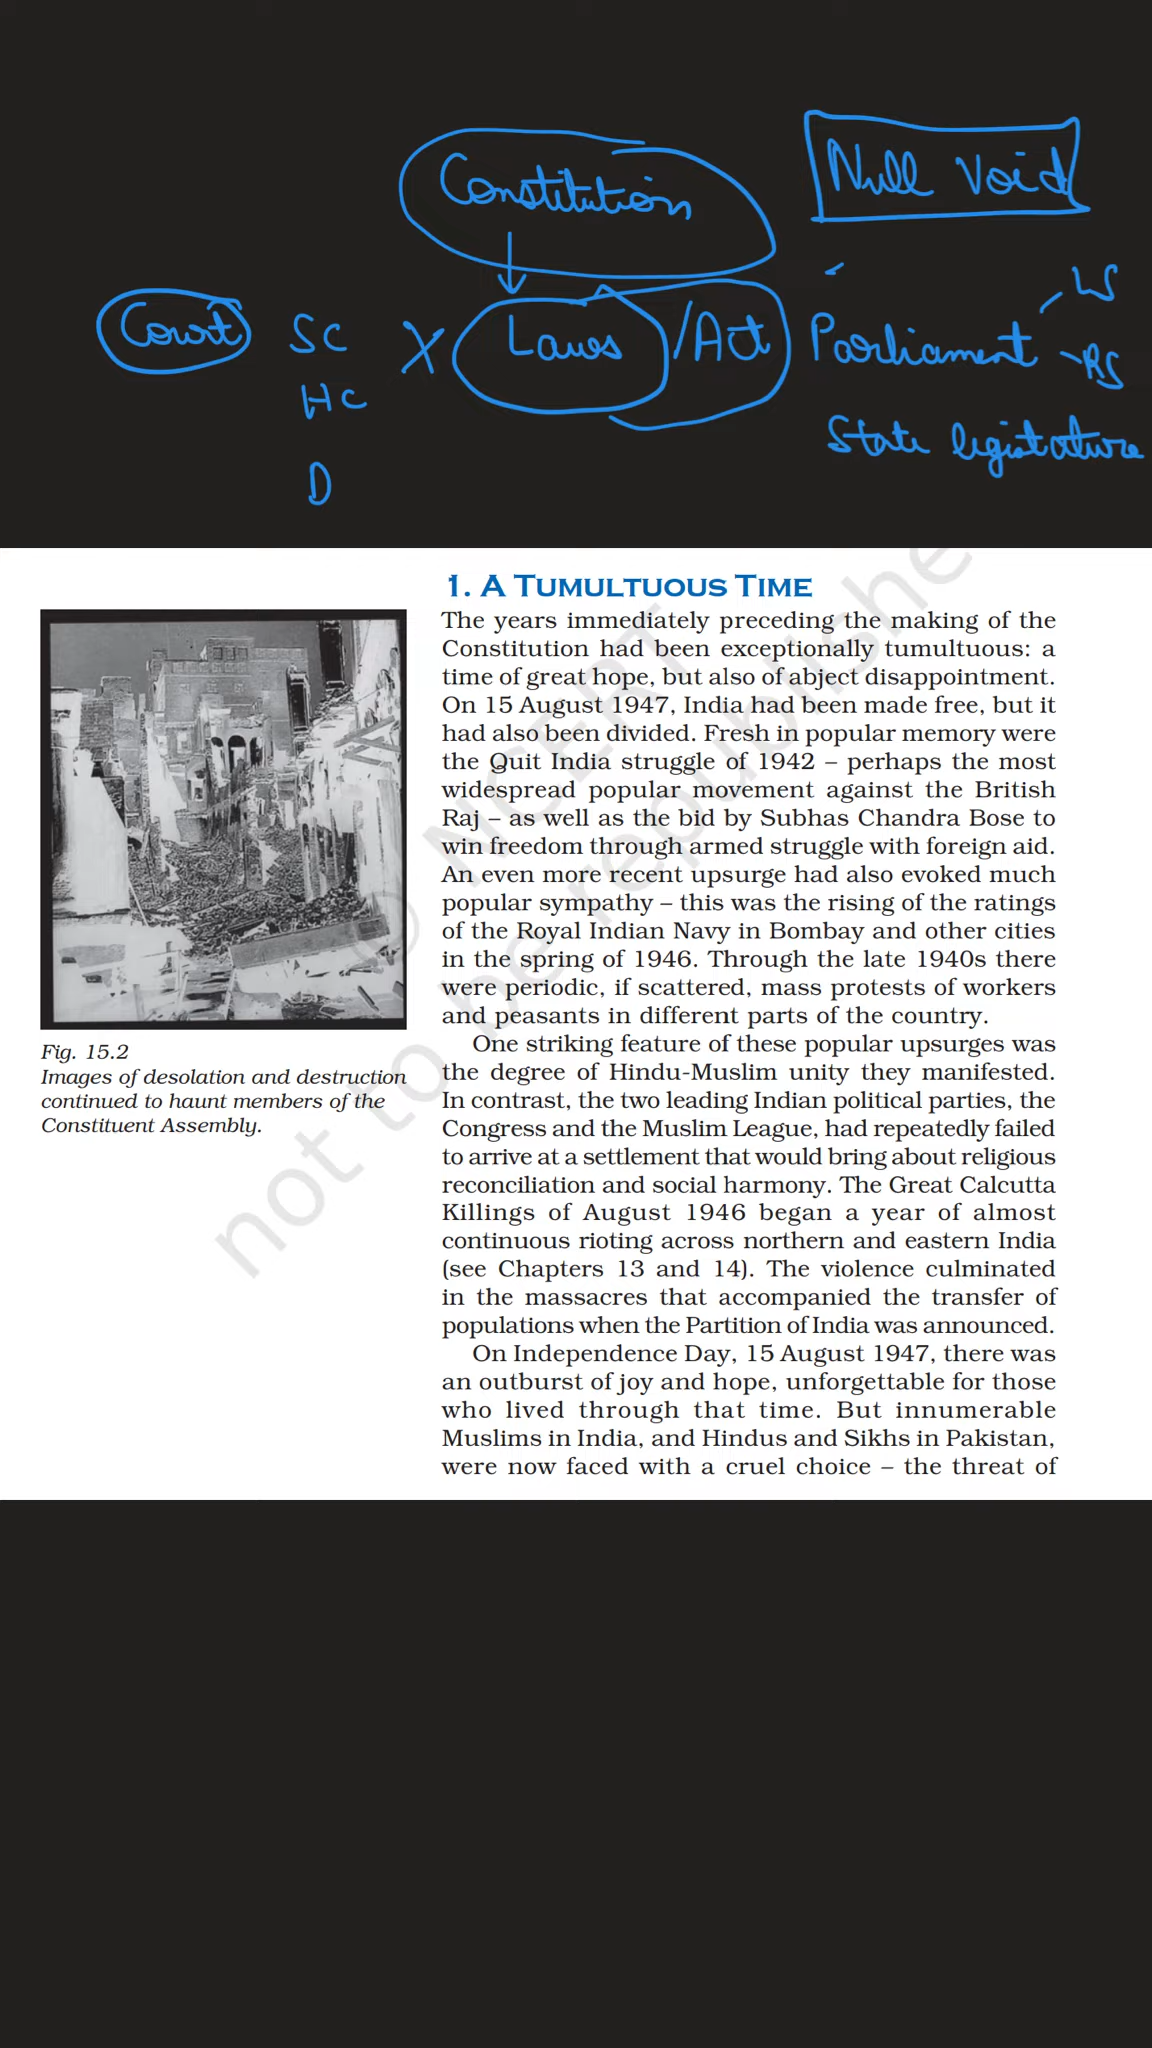 Constitution
Null Void
Court SC X Laws /Act Parliament - LS
- RS
HC
State legistature
D
1. A TUMULTUOUS TIME
The years immediately preceding the making of the
Constitution had been exceptionally tumultuous: a
time of great hope, but also of abject disappointment.
On 15 August 1947, India had been made free, but it
had also been divided. Fresh in popular memory were
the Quit India struggle of 1942 – perhaps the most
widespread popular movement against the British
Raj – as well as the bid by Subhas Chandra Bose to
win freedom through armed struggle with foreign aid.
An even more recent upsurge had also evoked much
popular sympathy – this was the rising of the ratings
of the Royal Indian Navy in Bombay and other cities
in the spring of 1946. Through the late 1940s there
were periodic, if scattered, mass protests of workers
and peasants in different parts of the country.
One striking feature of these popular upsurges was
the degree of Hindu-Muslim unity they manifested.
In contrast, the two leading Indian political parties, the
Congress and the Muslim League, had repeatedly failed
to arrive at a settlement that would bring about religious
reconciliation and social harmony. The Great Calcutta
Killings of August 1946 began a year of almost
continuous rioting across northern and eastern India
(see Chapters 13 and 14). The violence culminated
in the massacres that accompanied the transfer of
populations when the Partition of India was announced.
On Independence Day, 15 August 1947, there was
an outburst of joy and hope, unforgettable for those
who lived through that time. But innumerable
Muslims in India, and Hindus and Sikhs in Pakistan,
were now faced with a cruel choice – the threat of
Fig. 15.2
Images of desolation and destruction
continued to haunt members of the
Constituent Assembly.
© NCERT
not to be republishe